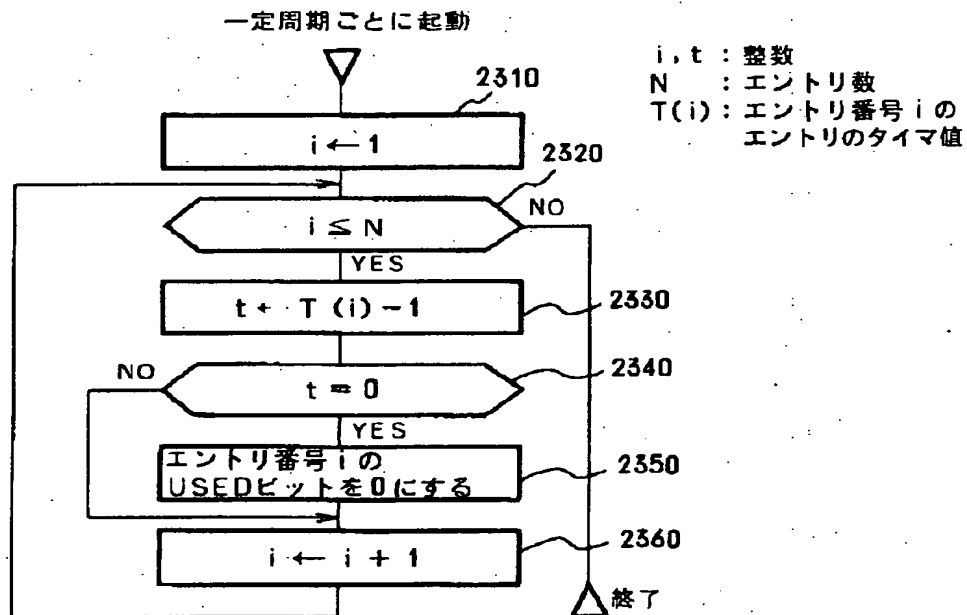 一定周期ごとに起動
i,t : 整数
N : エントリ数
T(i) : エントリ番号 i の
エントリのタイマ値
2310
i ← 1
2320
i ≦ N
NO
YES
t ← T (i) − 1
2330
NO
t = 0
2340
YES
エントリ番号 i の
USEDビットを0にする
2350
i ← i + 1
2360
終了